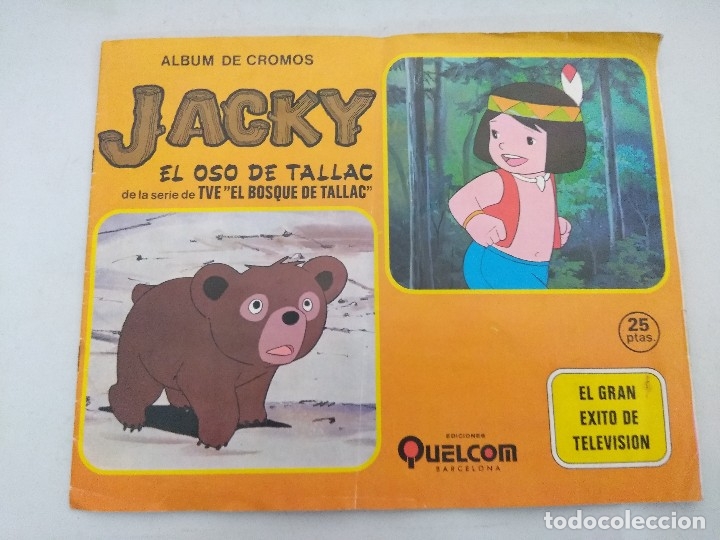 ALBUM DE CROMOS
JACKY
EL OSO DE TALLAC
de la serie de TVE "EL BOSQUE DE TALLAC"
25
ptas.
EL GRAN
EXITO DE
TELEVISION
EDICIONES
QUELCOM
BARCELONA
todocoleccion